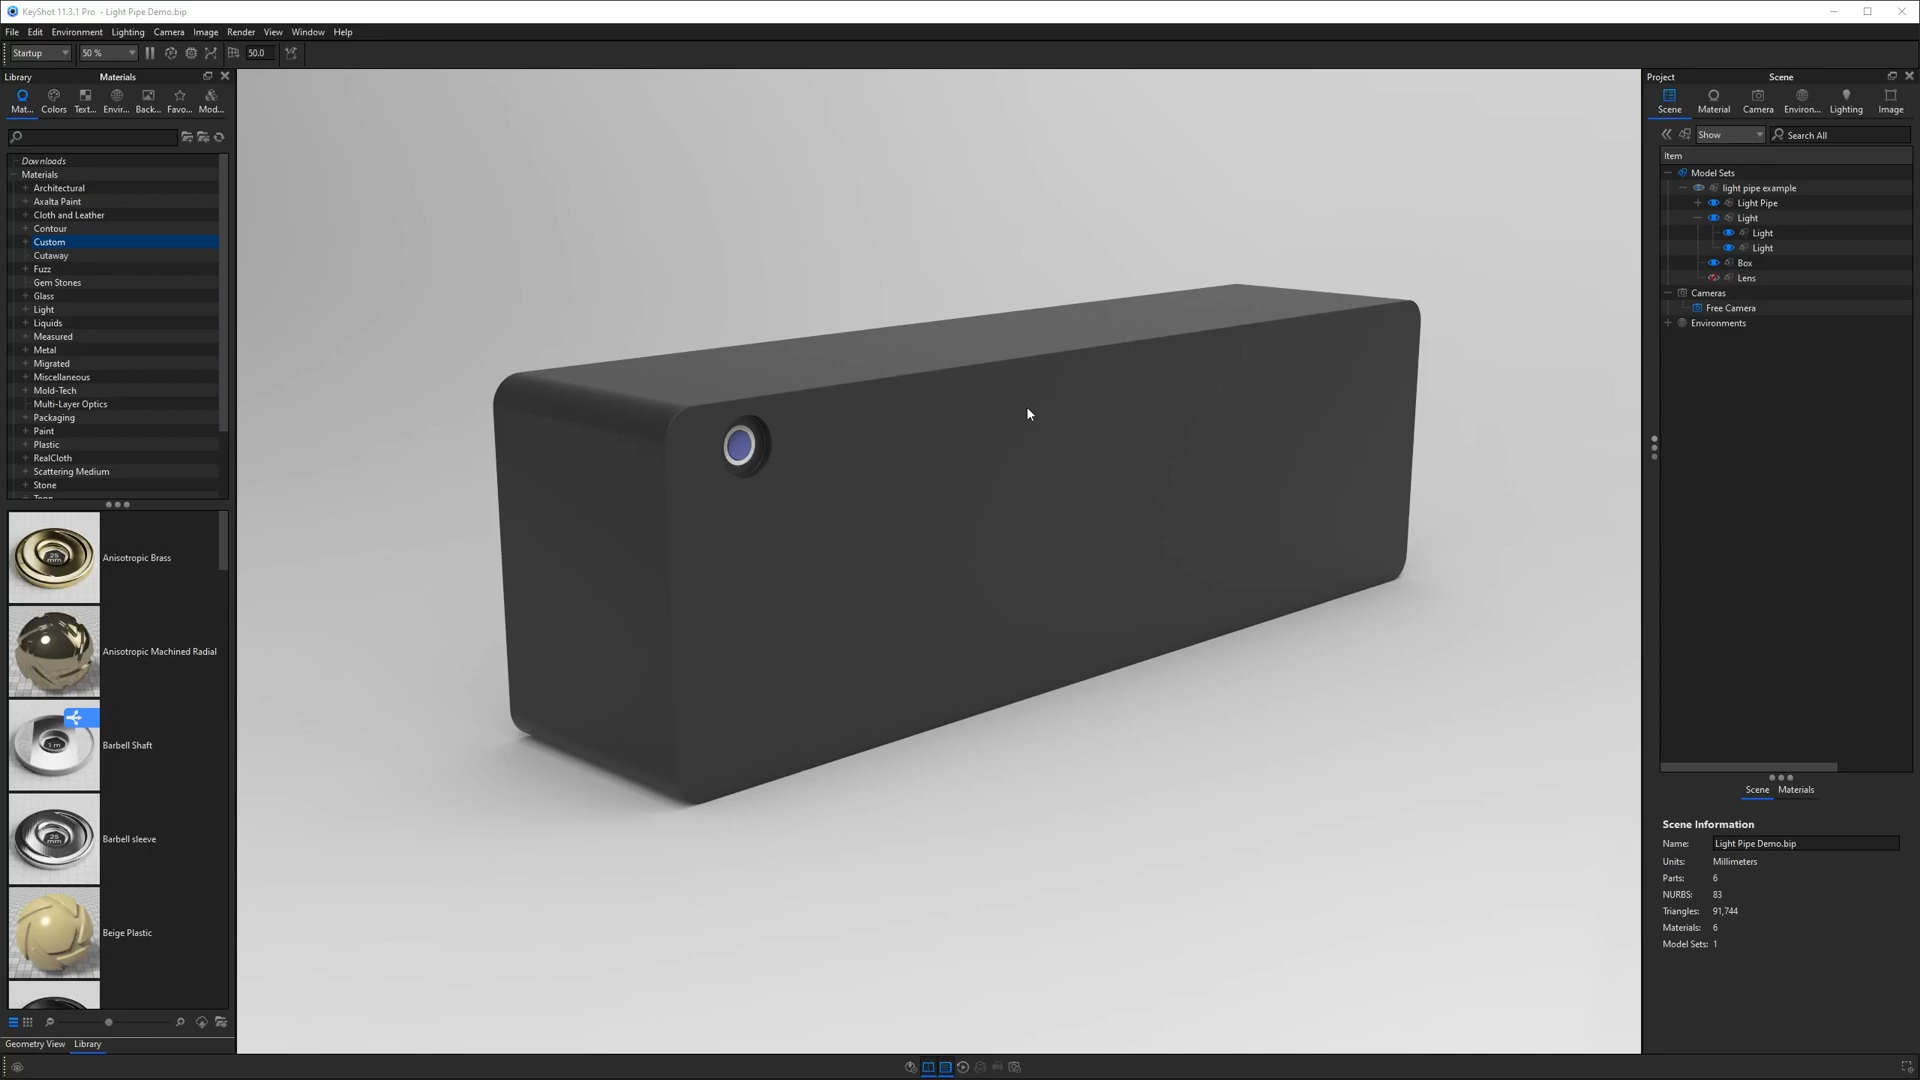 KeyShot 11.3.1 Pro - Light Pipe Demo.bip
File Edit Environment Lighting Camera Image Render View Window Help
Startup 50 % 50.0
Library Materials
Mat... Colors Text... Envir... Back... Favo... Mod...
Downloads
Materials
Architectural
Axalta Paint
Cloth and Leather
Contour
Custom
Cutaway
Fuzz
Gem Stones
Glass
Light
Liquids
Measured
Metal
Migrated
Miscellaneous
Mold-Tech
Multi-Layer Optics
Packaging
Paint
Plastic
RealCloth
Scattering Medium
Stone
25 mm
Anisotropic Brass
Anisotropic Machined Radial
1 m
Barbell Shaft
25 mm
Barbell sleeve
Beige Plastic
Geometry View Library
Project Scene
Scene Material Camera Environ... Lighting Image
Show Search All
Item
Model Sets
light pipe example
Light Pipe
Light
Light
Light
Box
Lens
Cameras
Free Camera
Environments
Scene Materials
Scene Information
Name: Light Pipe Demo.bip
Units: Millimeters
Parts: 6
NURBS: 83
Triangles: 91,744
Materials: 6
Model Sets: 1